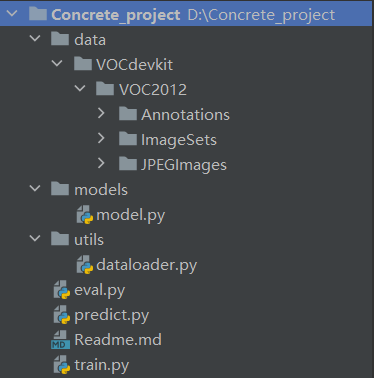 Concrete_project D:\Concrete_project
data
VOCdevkit
VOC2012
Annotations
ImageSets
JPEGImages
models
model.py
utils
dataloader.py
eval.py
predict.py
MD Readme.md
train.py